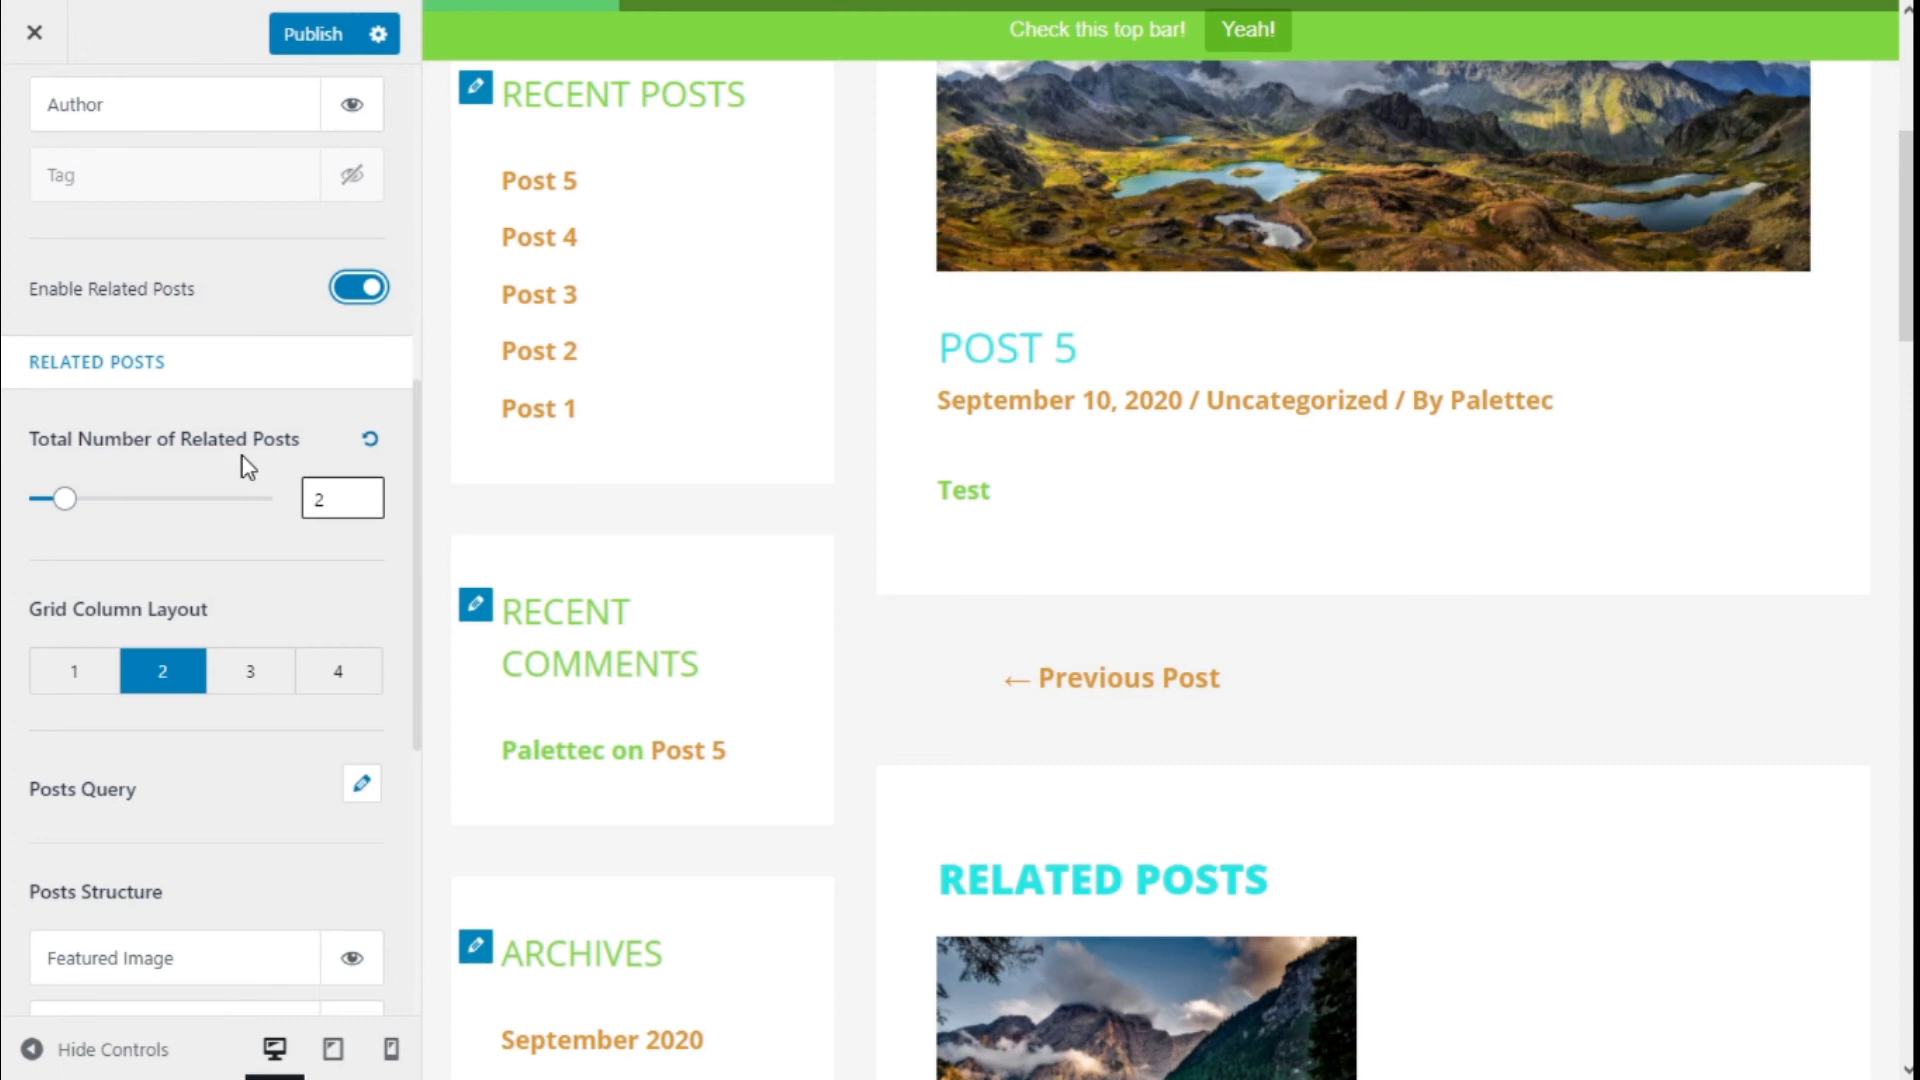 Publish
Author
Tag
Enable Related Posts
RELATED POSTS
Total Number of Related Posts
2
Grid Column Layout
1 2 3 4
Posts Query
Posts Structure
Featured Image
Hide Controls
Check this top bar! Yeah!
RECENT POSTS
Post 5
Post 4
Post 3
Post 2
Post 1
RECENT
COMMENTS
Palettec on Post 5
ARCHIVES
September 2020
POST 5
September 10, 2020 / Uncategorized / By Palettec
Test
← Previous Post
RELATED POSTS